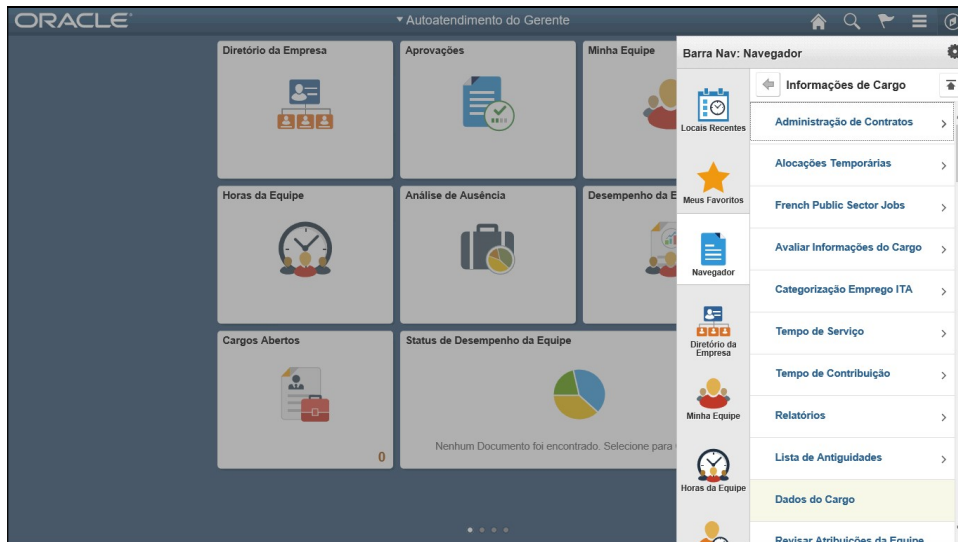 ORACLE
Autoatendimento do Gerente
Diretório da Empresa
Aprovações
Minha Equipe
Horas da Equipe
Análise de Ausência
Desempenho da E
Cargos Abertos
0
Status de Desempenho da Equipe
Nenhum Documento foi encontrado. Selecione para
Barra Nav: Navegador
Locais Recentes
Meus Favoritos
Navegador
Diretório da
Empresa
Minha Equipe
Horas da Equipe
Informações de Cargo
Administração de Contratos
Alocações Temporárias
French Public Sector Jobs
Avaliar Informações do Cargo
Categorização Emprego ITA
Tempo de Serviço
Tempo de Contribuição
Relatórios
Lista de Antiguidades
Dados do Cargo
Revisar Atribuições da Equipe